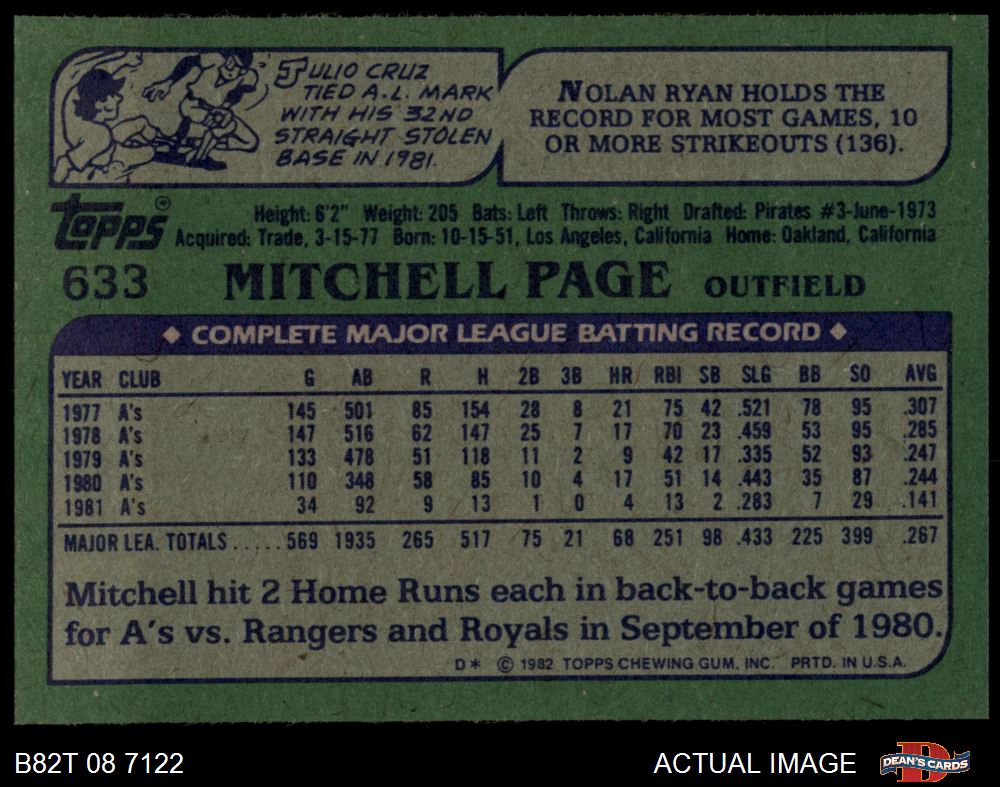 JULIO CRUZ
TIED A.L. MARK
WITH HIS 32ND
STRAIGHT STOLEN
BASE IN 1981.
NOLAN RYAN HOLDS THE
RECORD FOR MOST GAMES, 10
OR MORE STRIKEOUTS (136).
TOPPS®
Height: 6'2" Weight: 205 Bats: Left Throws: Right Drafted: Pirates #3-June-1973
Acquired: Trade, 3-15-77 Born: 10-15-51, Los Angeles, California Home: Oakland, California
633 MITCHELL PAGE OUTFIELD
◆ COMPLETE MAJOR LEAGUE BATTING RECORD ◆
YEAR CLUB G AB R H 2B 3B HR RBI SB SLG BB SO AVG
1977 A's 145 501 85 154 28 8 21 75 42 .521 78 95 .307
1978 A's 147 516 62 147 25 7 17 70 23 .459 53 95 .285
1979 A's 133 478 51 118 11 2 9 42 17 .335 52 93 .247
1980 A's 110 348 58 85 10 4 17 51 14 .443 35 87 .244
1981 A's 34 92 9 13 1 0 4 13 2 .283 7 29 .141
MAJOR LEA. TOTALS.....569 1935 265 517 75 21 68 251 98 .433 225 399 .267
Mitchell hit 2 Home Runs each in back-to-back games
for A's vs. Rangers and Royals in September of 1980.
D* © 1982 TOPPS CHEWING GUM, INC. PRTD. IN U.S.A.
B82T 08 7122 ACTUAL IMAGE
D
DEAN'S CARDS